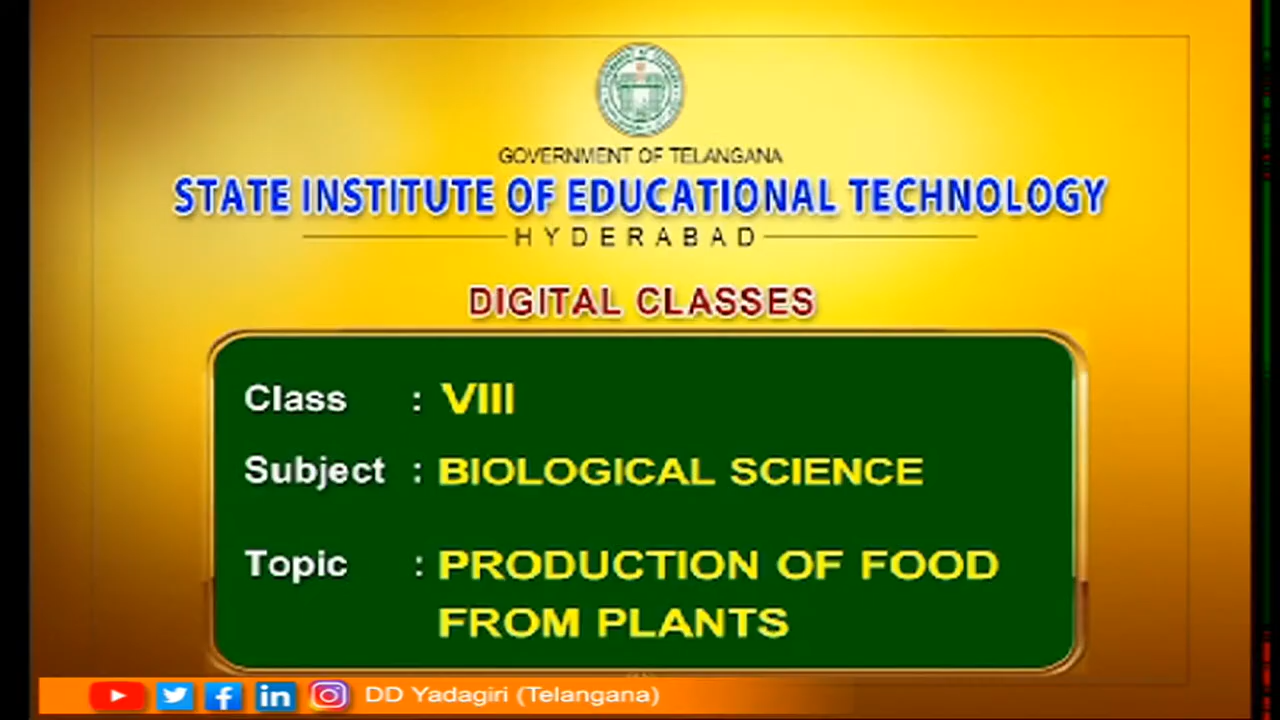 GOVERNMENT OF TELANGANA
STATE INSTITUTE OF EDUCATIONAL TECHNOLOGY
HYDERABAD
DIGITAL CLASSES
Class : VIII
Subject : BIOLOGICAL SCIENCE
Topic : PRODUCTION OF FOOD
FROM PLANTS
DD Yadagiri (Telangana)